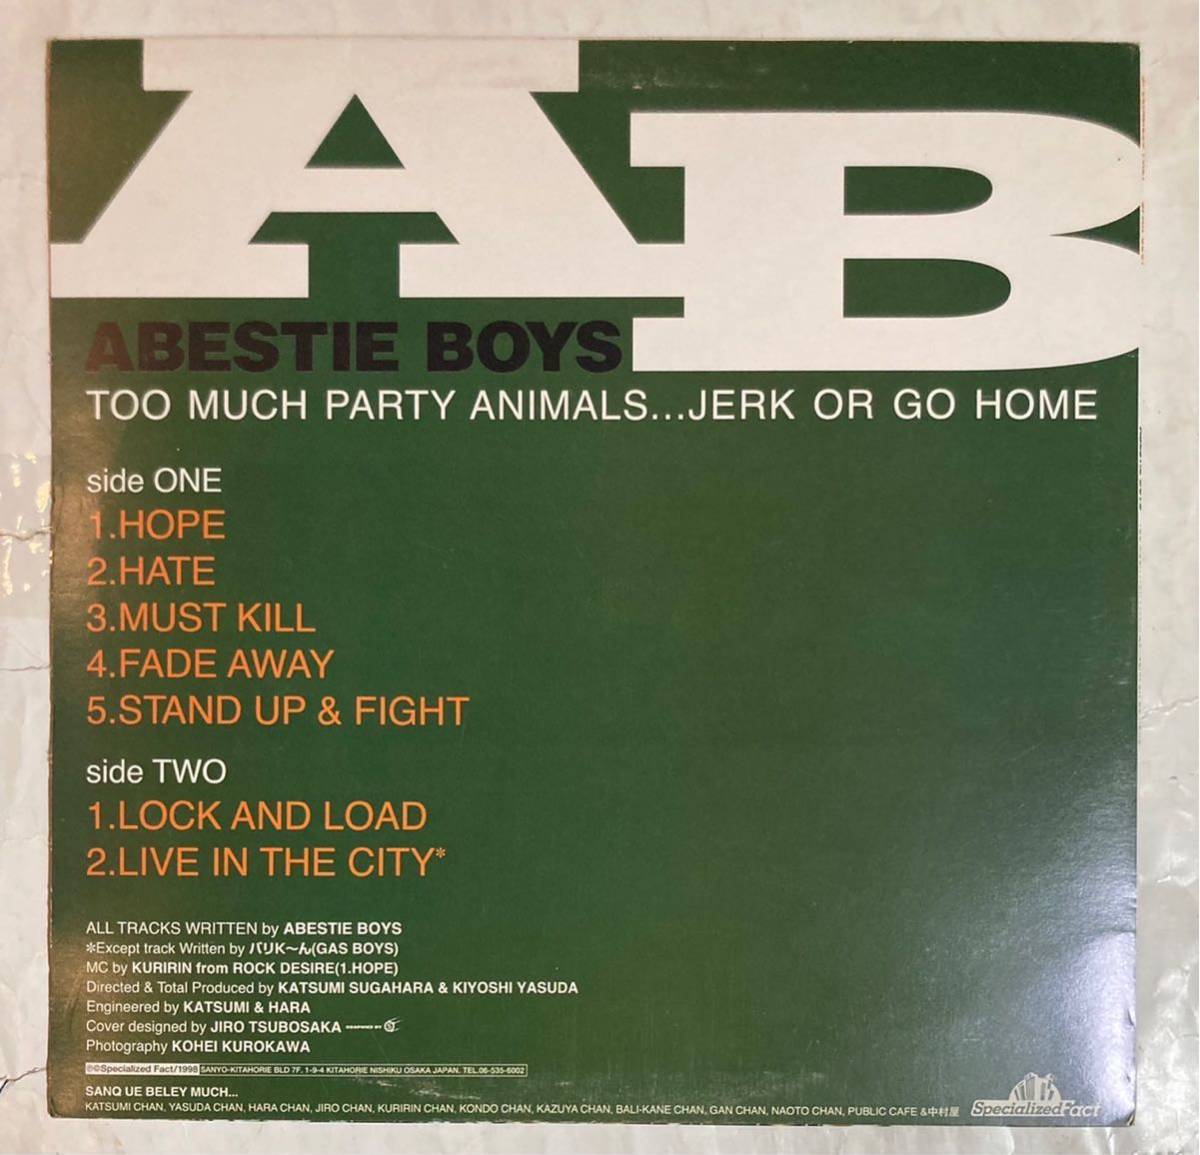 AB
ABESTIE BOYS
TOO MUCH PARTY ANIMALS...JERK OR GO HOME
side ONE
1.HOPE
2.HATE
3.MUST KILL
4.FADE AWAY
5.STAND UP & FIGHT
side TWO
1.LOCK AND LOAD
2.LIVE IN THE CITY*
ALL TRACKS WRITTEN by ABESTIE BOYS
*Except track Written by バリK～ん(GAS BOYS)
MC by KURIRIN from ROCK DESIRE(1.HOPE)
Directed & Total Produced by KATSUMI SUGAHARA & KIYOSHI YASUDA
Engineered by KATSUMI & HARA
Cover designed by JIRO TSUBOSAKA
Photography KOHEI KUROKAWA
℗©Specialized Fact/1998 SANYO-KITAHORIE BLD 7F, 1-9-4 KITAHORIE NISHIKU OSAKA JAPAN. TEL.06-535-6002
SANQ UE BELEY MUCH...
KATSUMI CHAN, YASUDA CHAN, HARA CHAN, JIRO CHAN, KURIRIN CHAN, KONDO CHAN, KAZUYA CHAN, BALI-KANE CHAN, GAN CHAN, NAOTO CHAN, PUBLIC CAFE &中村屋
SpecializedFact